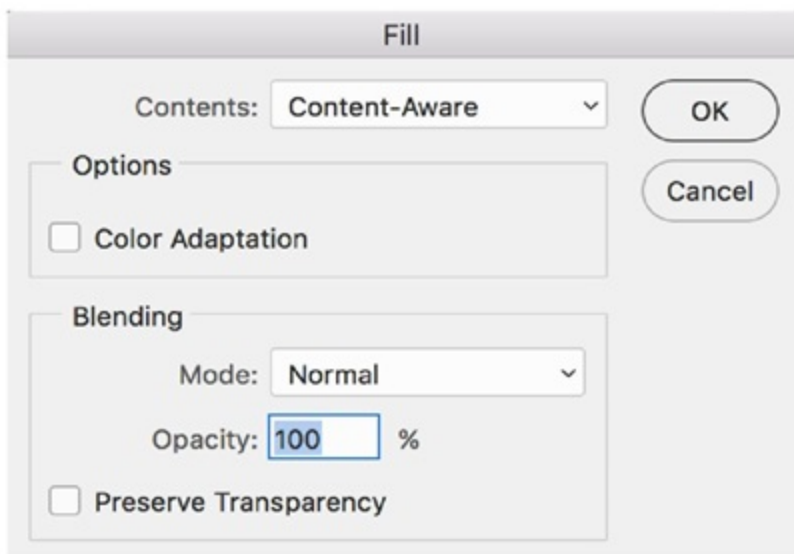 Fill
Contents: Content-Aware
OK
Options
Cancel
Color Adaptation
Blending
Mode: Normal
Opacity: 100 %
Preserve Transparency